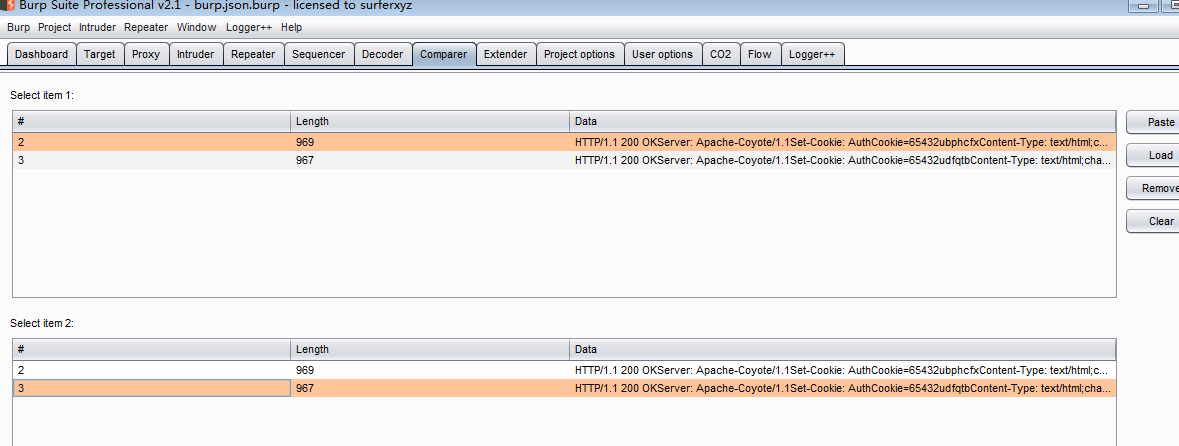 Burp Suite Professional v2.1 - burp.json.burp - licensed to surferxyz
Burp Project Intruder Repeater Window Logger++ Help
Dashboard Target Proxy Intruder Repeater Sequencer Decoder Comparer Extender Project options User options CO2 Flow Logger++
Select item 1:
# Length Data
2 969 HTTP/1.1 200 OKServer: Apache-Coyote/1.1Set-Cookie: AuthCookie=65432ubphcfxContent-Type: text/html;c...
3 967 HTTP/1.1 200 OKServer: Apache-Coyote/1.1Set-Cookie: AuthCookie=65432udfqtbContent-Type: text/html;cha...
Paste
Load
Remove
Clear
Select item 2:
# Length Data
2 969 HTTP/1.1 200 OKServer: Apache-Coyote/1.1Set-Cookie: AuthCookie=65432ubphcfxContent-Type: text/html;c...
3 967 HTTP/1.1 200 OKServer: Apache-Coyote/1.1Set-Cookie: AuthCookie=65432udfqtbContent-Type: text/html;cha...